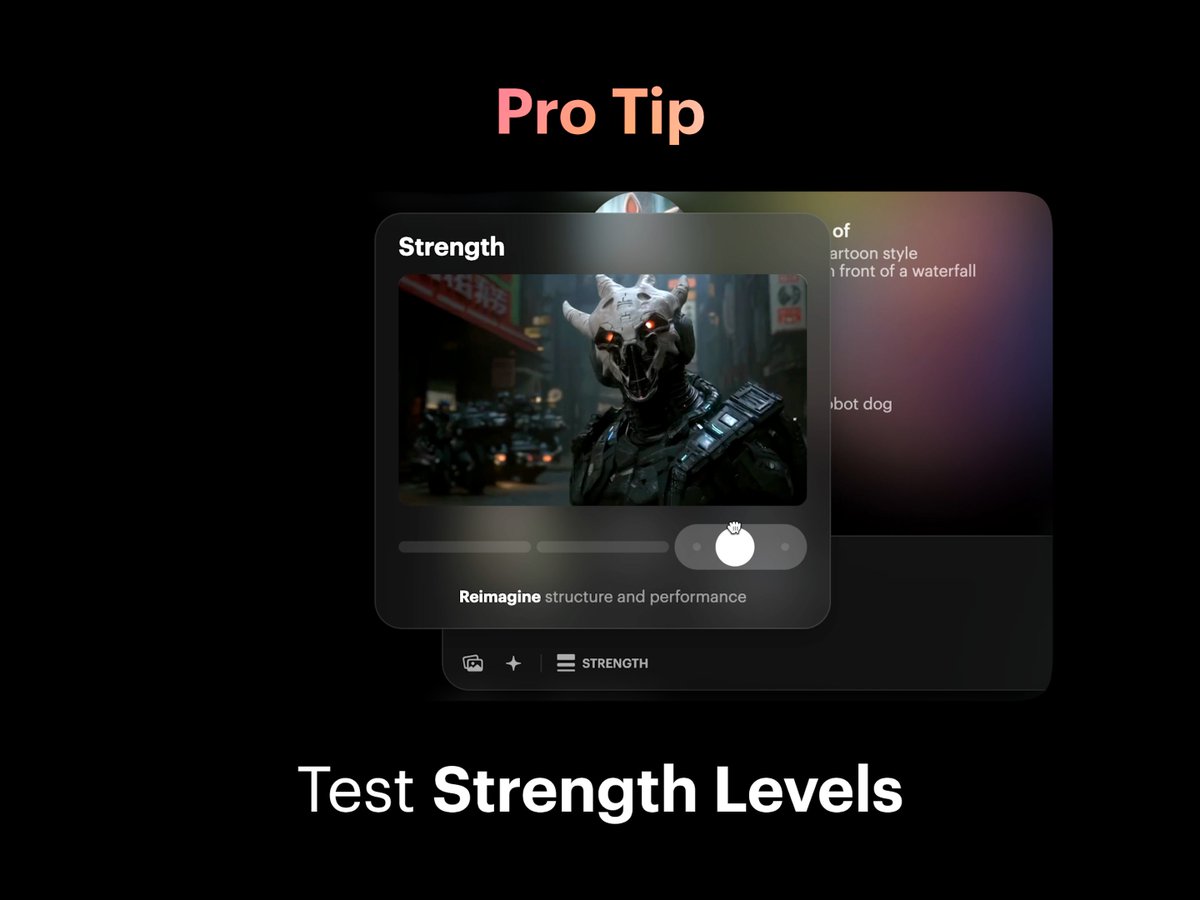 Pro Tip
Strength
of
artoon style
n front of a waterfall
obot dog
Reimagine structure and performance
STRENGTH
Test Strength Levels